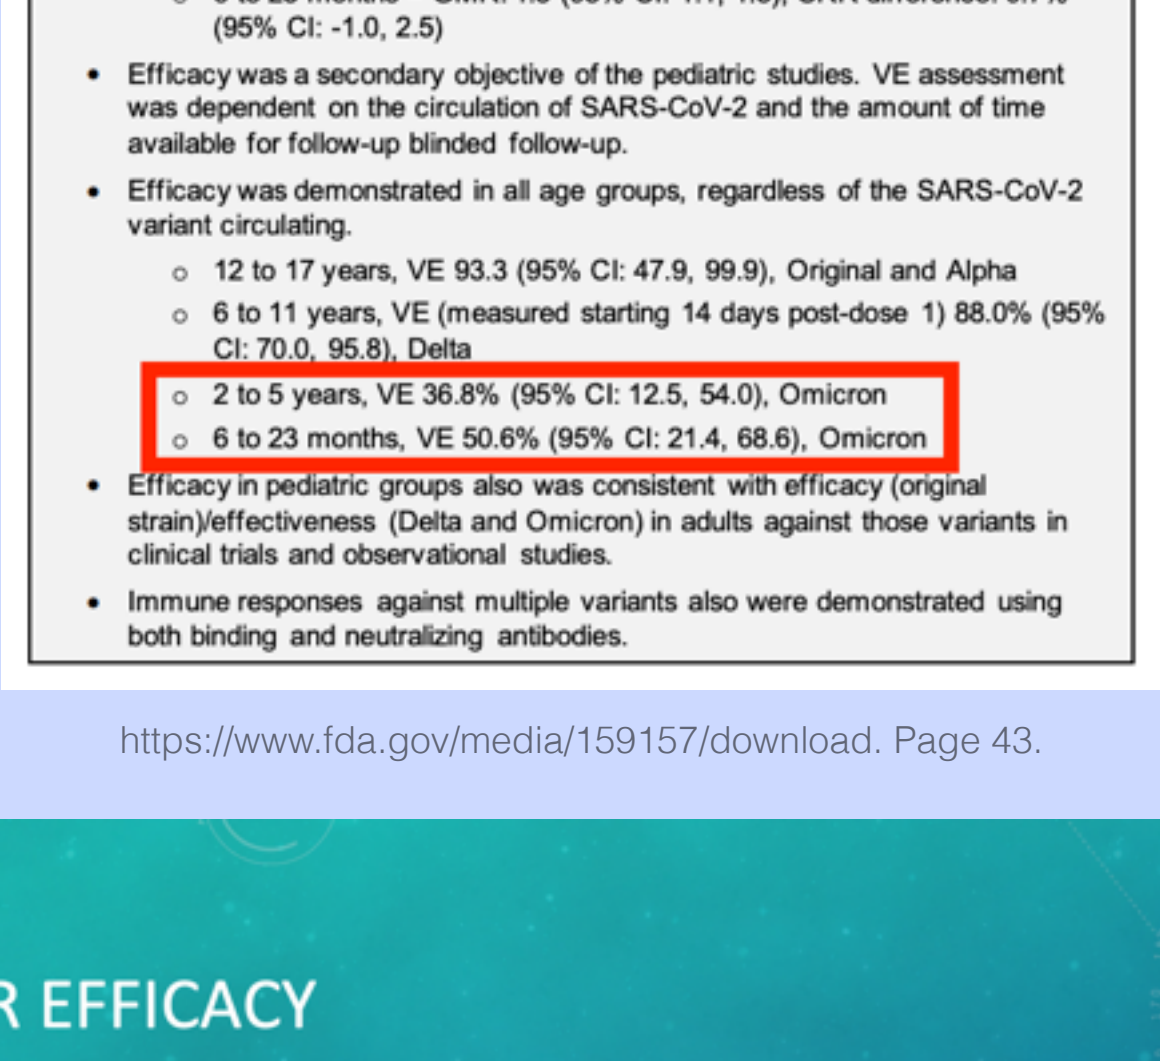 (95% CI: -1.0, 2.5)
• Efficacy was a secondary objective of the pediatric studies. VE assessment
was dependent on the circulation of SARS-CoV-2 and the amount of time
available for follow-up blinded follow-up.
• Efficacy was demonstrated in all age groups, regardless of the SARS-CoV-2
variant circulating.
o 12 to 17 years, VE 93.3 (95% CI: 47.9, 99.9), Original and Alpha
o 6 to 11 years, VE (measured starting 14 days post-dose 1) 88.0% (95%
CI: 70.0, 95.8), Delta
o 2 to 5 years, VE 36.8% (95% CI: 12.5, 54.0), Omicron
o 6 to 23 months, VE 50.6% (95% CI: 21.4, 68.6), Omicron
• Efficacy in pediatric groups also was consistent with efficacy (original
strain)/effectiveness (Delta and Omicron) in adults against those variants in
clinical trials and observational studies.
• Immune responses against multiple variants also were demonstrated using
both binding and neutralizing antibodies.
https://www.fda.gov/media/159157/download. Page 43.
R EFFICACY